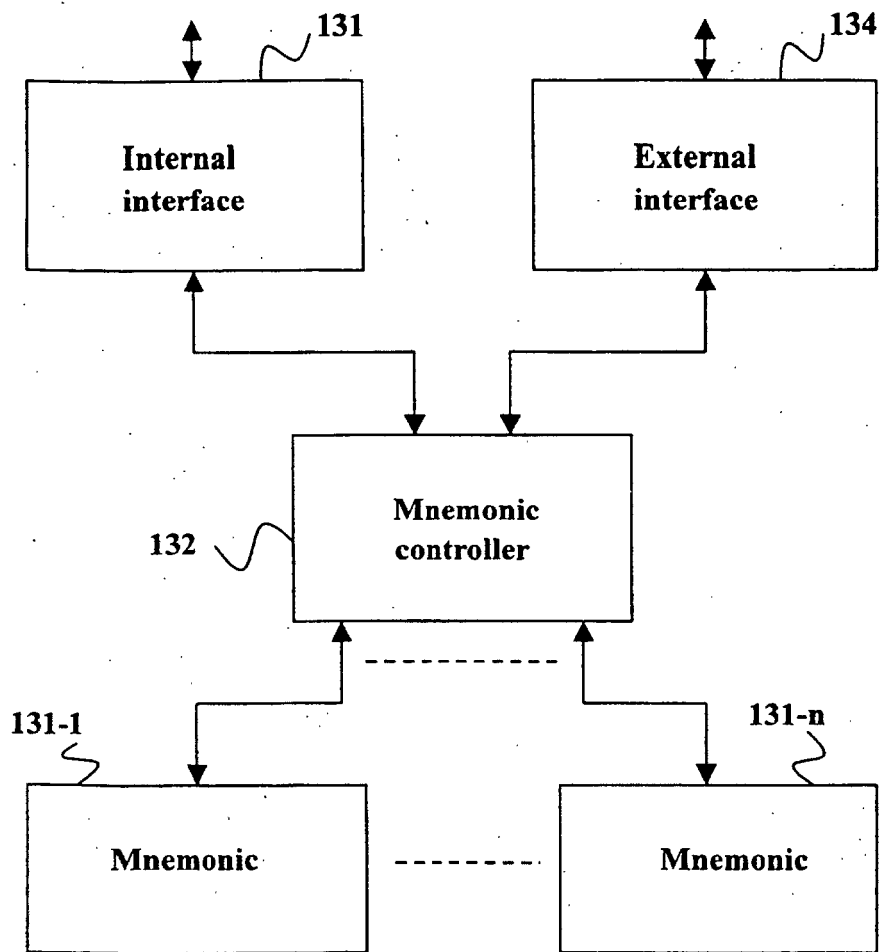 131
134
Internal
interface
External
interface
132
Mnemonic
controller
131-1
131-n
Mnemonic
Mnemonic